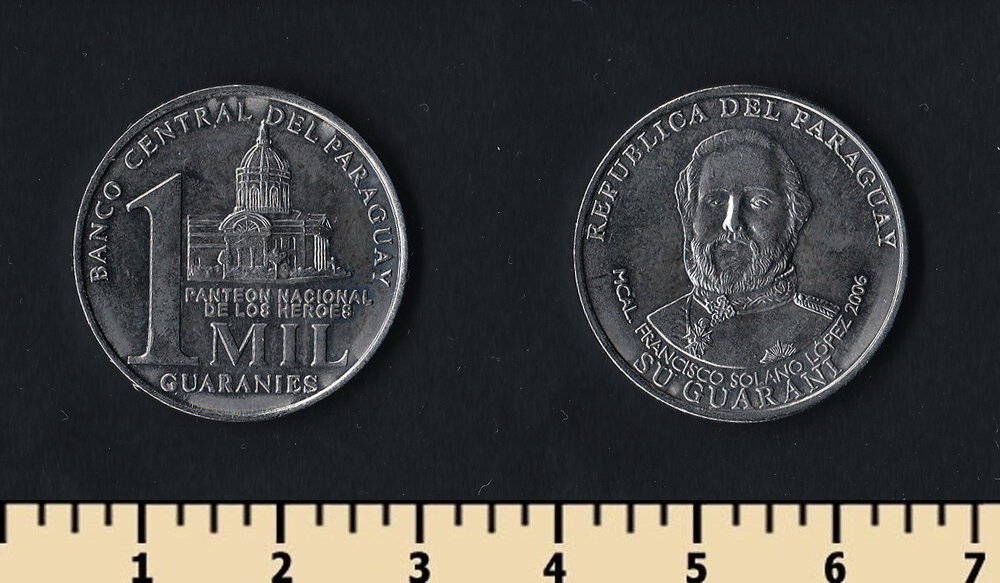 BANCO CENTRAL DEL PARAGUAY
1
PANTEON NACIONAL
DE LOS HEROES
MIL
GUARANIES
REPUBLICA DEL PARAGUAY
MCAL FRANCISCO SOLANO LÓPEZ 2006
SU GUARANI
1 2 3 4 5 6 7